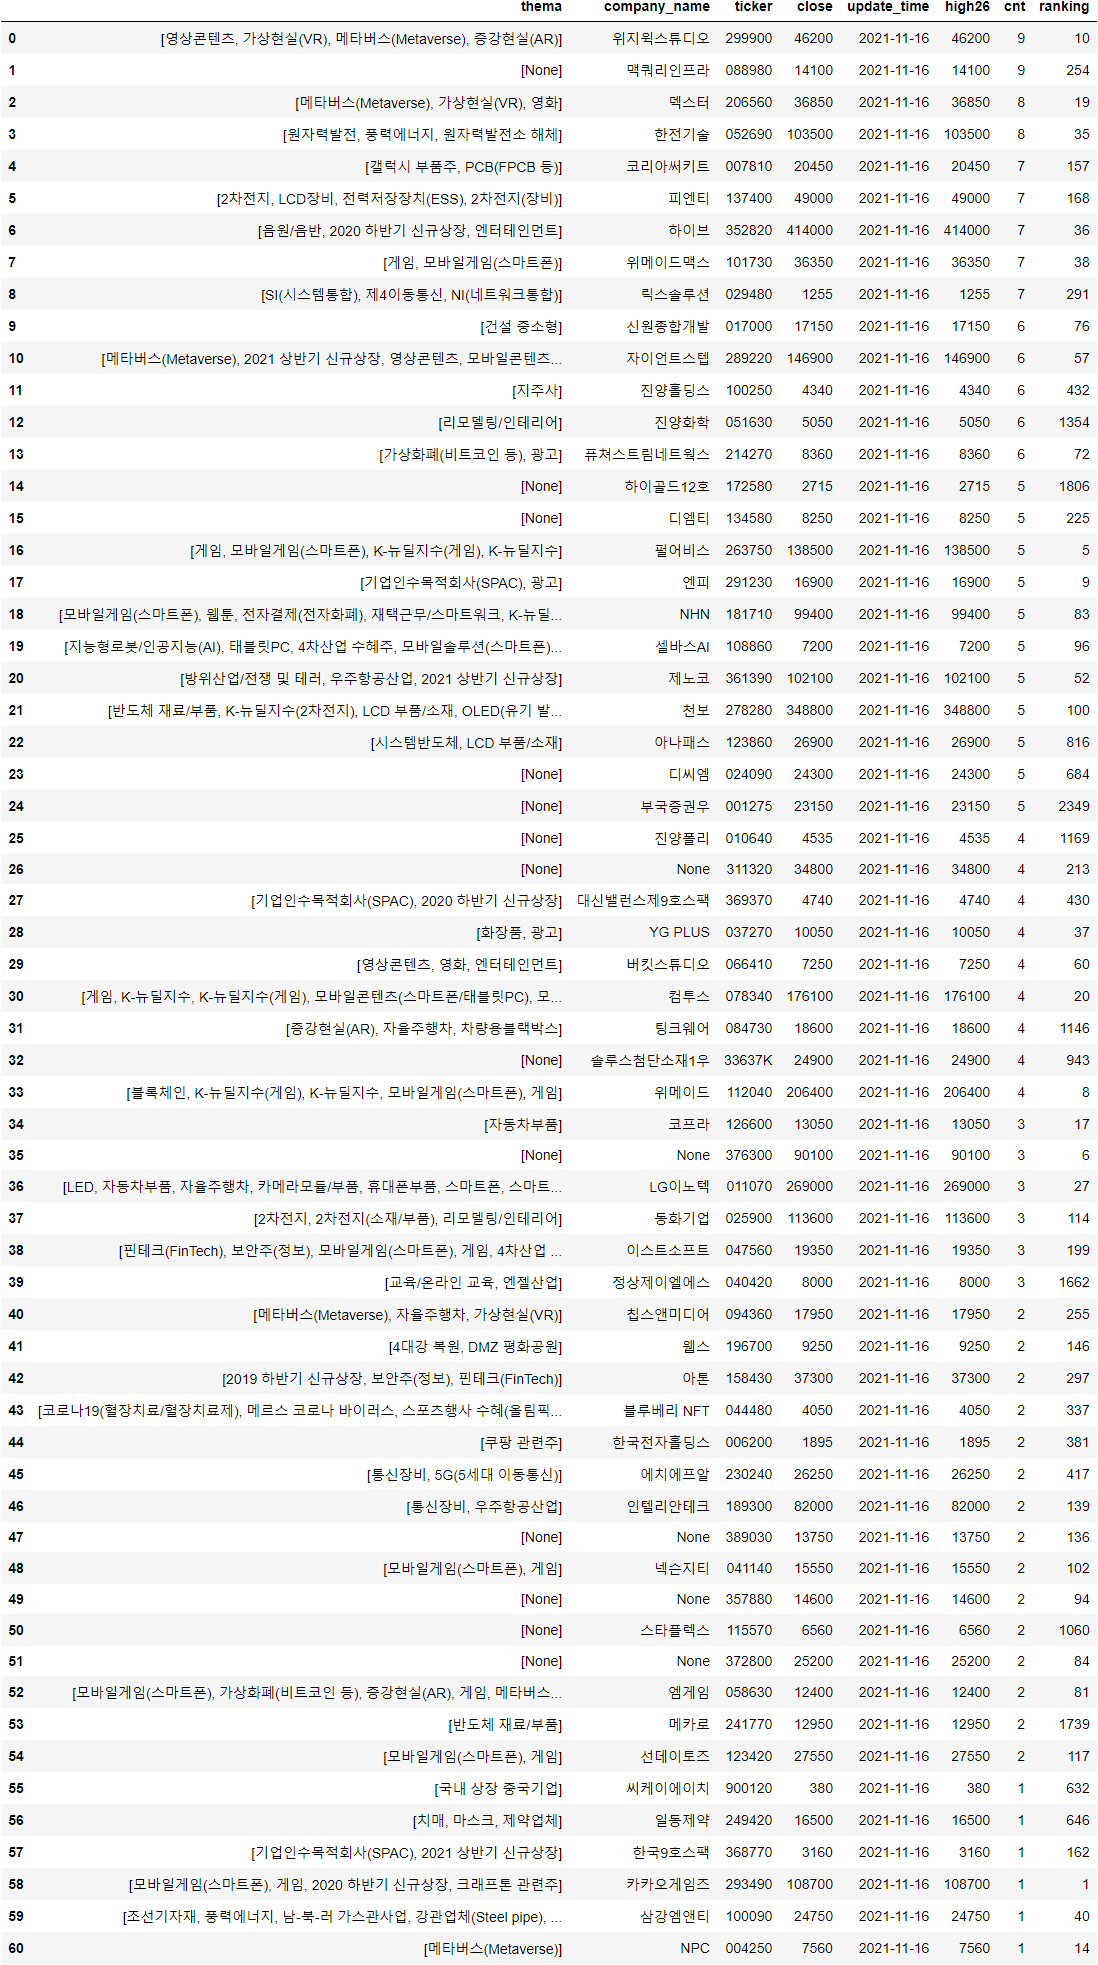 thema company_name ticker close update_time high26 cnt ranking
0 [영상콘텐츠, 가상현실(VR), 메타버스(Metaverse), 증강현실(AR)] 위지윅스튜디오 299900 46200 2021-11-16 46200 9 10
1 [None] 맥쿼리인프라 088980 14100 2021-11-16 14100 9 254
2 [메타버스(Metaverse), 가상현실(VR), 영화] 덱스터 206560 36850 2021-11-16 36850 8 19
3 [원자력발전, 풍력에너지, 원자력발전소 해체] 한전기술 052690 103500 2021-11-16 103500 8 35
4 [갤럭시 부품주, PCB(FPCB 등)] 코리아써키트 007810 20450 2021-11-16 20450 7 157
5 [2차전지, LCD장비, 전력저장장치(ESS), 2차전지(장비)] 피엔티 137400 49000 2021-11-16 49000 7 168
6 [음원/음반, 2020 하반기 신규상장, 엔터테인먼트] 하이브 352820 414000 2021-11-16 414000 7 36
7 [게임, 모바일게임(스마트폰)] 위메이드맥스 101730 36350 2021-11-16 36350 7 38
8 [SI(시스템통합), 제4이동통신, NI(네트워크통합)] 릭스솔루션 029480 1255 2021-11-16 1255 7 291
9 [건설 중소형] 신원종합개발 017000 17150 2021-11-16 17150 6 76
10 [메타버스(Metaverse), 2021 상반기 신규상장, 영상콘텐츠, 모바일콘텐츠... 자이언트스텝 289220 146900 2021-11-16 146900 6 57
11 [지주사] 진양홀딩스 100250 4340 2021-11-16 4340 6 432
12 [리모델링/인테리어] 진양화학 051630 5050 2021-11-16 5050 6 1354
13 [가상화폐(비트코인 등), 광고] 퓨쳐스트림네트웍스 214270 8360 2021-11-16 8360 6 72
14 [None] 하이골드12호 172580 2715 2021-11-16 2715 5 1806
15 [None] 디엠티 134580 8250 2021-11-16 8250 5 225
16 [게임, 모바일게임(스마트폰), K-뉴딜지수(게임), K-뉴딜지수] 펄어비스 263750 138500 2021-11-16 138500 5 5
17 [기업인수목적회사(SPAC), 광고] 엔피 291230 16900 2021-11-16 16900 5 9
18 [모바일게임(스마트폰), 웹툰, 전자결제(전자화폐), 재택근무/스마트워크, K-뉴딜... NHN 181710 99400 2021-11-16 99400 5 83
19 [지능형로봇/인공지능(AI), 태블릿PC, 4차산업 수혜주, 모바일솔루션(스마트폰)... 셀바스AI 108860 7200 2021-11-16 7200 5 96
20 [방위산업/전쟁 및 테러, 우주항공산업, 2021 상반기 신규상장] 제노코 361390 102100 2021-11-16 102100 5 52
21 [반도체 재료/부품, K-뉴딜지수(2차전지), LCD 부품/소재, OLED(유기 발... 천보 278280 348800 2021-11-16 348800 5 100
22 [시스템반도체, LCD 부품/소재] 아나패스 123860 26900 2021-11-16 26900 5 816
23 [None] 디씨엠 024090 24300 2021-11-16 24300 5 684
24 [None] 부국증권우 001275 23150 2021-11-16 23150 5 2349
25 [None] 진양폴리 010640 4535 2021-11-16 4535 4 1169
26 [None] None 311320 34800 2021-11-16 34800 4 213
27 [기업인수목적회사(SPAC), 2020 하반기 신규상장] 대신밸런스제9호스팩 369370 4740 2021-11-16 4740 4 430
28 [화장품, 광고] YG PLUS 037270 10050 2021-11-16 10050 4 37
29 [영상콘텐츠, 영화, 엔터테인먼트] 버킷스튜디오 066410 7250 2021-11-16 7250 4 60
30 [게임, K-뉴딜지수, K-뉴딜지수(게임), 모바일콘텐츠(스마트폰/태블릿PC), 모... 컴투스 078340 176100 2021-11-16 176100 4 20
31 [증강현실(AR), 자율주행차, 차량용블랙박스] 팅크웨어 084730 18600 2021-11-16 18600 4 1146
32 [None] 솔루스첨단소재1우 33637K 24900 2021-11-16 24900 4 943
33 [블록체인, K-뉴딜지수(게임), K-뉴딜지수, 모바일게임(스마트폰), 게임] 위메이드 112040 206400 2021-11-16 206400 4 8
34 [자동차부품] 코프라 126600 13050 2021-11-16 13050 3 17
35 [None] None 376300 90100 2021-11-16 90100 3 6
36 [LED, 자동차부품, 자율주행차, 카메라모듈/부품, 휴대폰부품, 스마트폰, 스마트... LG이노텍 011070 269000 2021-11-16 269000 3 27
37 [2차전지, 2차전지(소재/부품), 리모델링/인테리어] 동화기업 025900 113600 2021-11-16 113600 3 114
38 [핀테크(FinTech), 보안주(정보), 모바일게임(스마트폰), 게임, 4차산업 ... 이스트소프트 047560 19350 2021-11-16 19350 3 199
39 [교육/온라인 교육, 엔젤산업] 정상제이엘에스 040420 8000 2021-11-16 8000 3 1662
40 [메타버스(Metaverse), 자율주행차, 가상현실(VR)] 칩스앤미디어 094360 17950 2021-11-16 17950 2 255
41 [4대강 복원, DMZ 평화공원] 웹스 196700 9250 2021-11-16 9250 2 146
42 [2019 하반기 신규상장, 보안주(정보), 핀테크(FinTech)] 아톤 158430 37300 2021-11-16 37300 2 297
43 [코로나19(혈장치료/혈장치료제), 메르스 코로나 바이러스, 스포츠행사 수혜(올림픽... 블루베리 NFT 044480 4050 2021-11-16 4050 2 337
44 [쿠팡 관련주] 한국전자홀딩스 006200 1895 2021-11-16 1895 2 381
45 [통신장비, 5G(5세대 이동통신)] 에치에프알 230240 26250 2021-11-16 26250 2 417
46 [통신장비, 우주항공산업] 인텔리안테크 189300 82000 2021-11-16 82000 2 139
47 [None] None 389030 13750 2021-11-16 13750 2 136
48 [모바일게임(스마트폰), 게임] 넥슨지티 041140 15550 2021-11-16 15550 2 102
49 [None] None 357880 14600 2021-11-16 14600 2 94
50 [None] 스타플렉스 115570 6560 2021-11-16 6560 2 1060
51 [None] None 372800 25200 2021-11-16 25200 2 84
52 [모바일게임(스마트폰), 가상화폐(비트코인 등), 증강현실(AR), 게임, 메타버스... 엠게임 058630 12400 2021-11-16 12400 2 81
53 [반도체 재료/부품] 메카로 241770 12950 2021-11-16 12950 2 1739
54 [모바일게임(스마트폰), 게임] 선데이토즈 123420 27550 2021-11-16 27550 2 117
55 [국내 상장 중국기업] 씨케이에이치 900120 380 2021-11-16 380 1 632
56 [치매, 마스크, 제약업체] 일동제약 249420 16500 2021-11-16 16500 1 646
57 [기업인수목적회사(SPAC), 2021 상반기 신규상장] 한국9호스팩 368770 3160 2021-11-16 3160 1 162
58 [모바일게임(스마트폰), 게임, 2020 하반기 신규상장, 크래프톤 관련주] 카카오게임즈 293490 108700 2021-11-16 108700 1 1
59 [조선기자재, 풍력에너지, 남-북-러 가스관사업, 강관업체(Steel pipe), ... 삼강엠앤티 100090 24750 2021-11-16 24750 1 40
60 [메타버스(Metaverse)] NPC 004250 7560 2021-11-16 7560 1 14